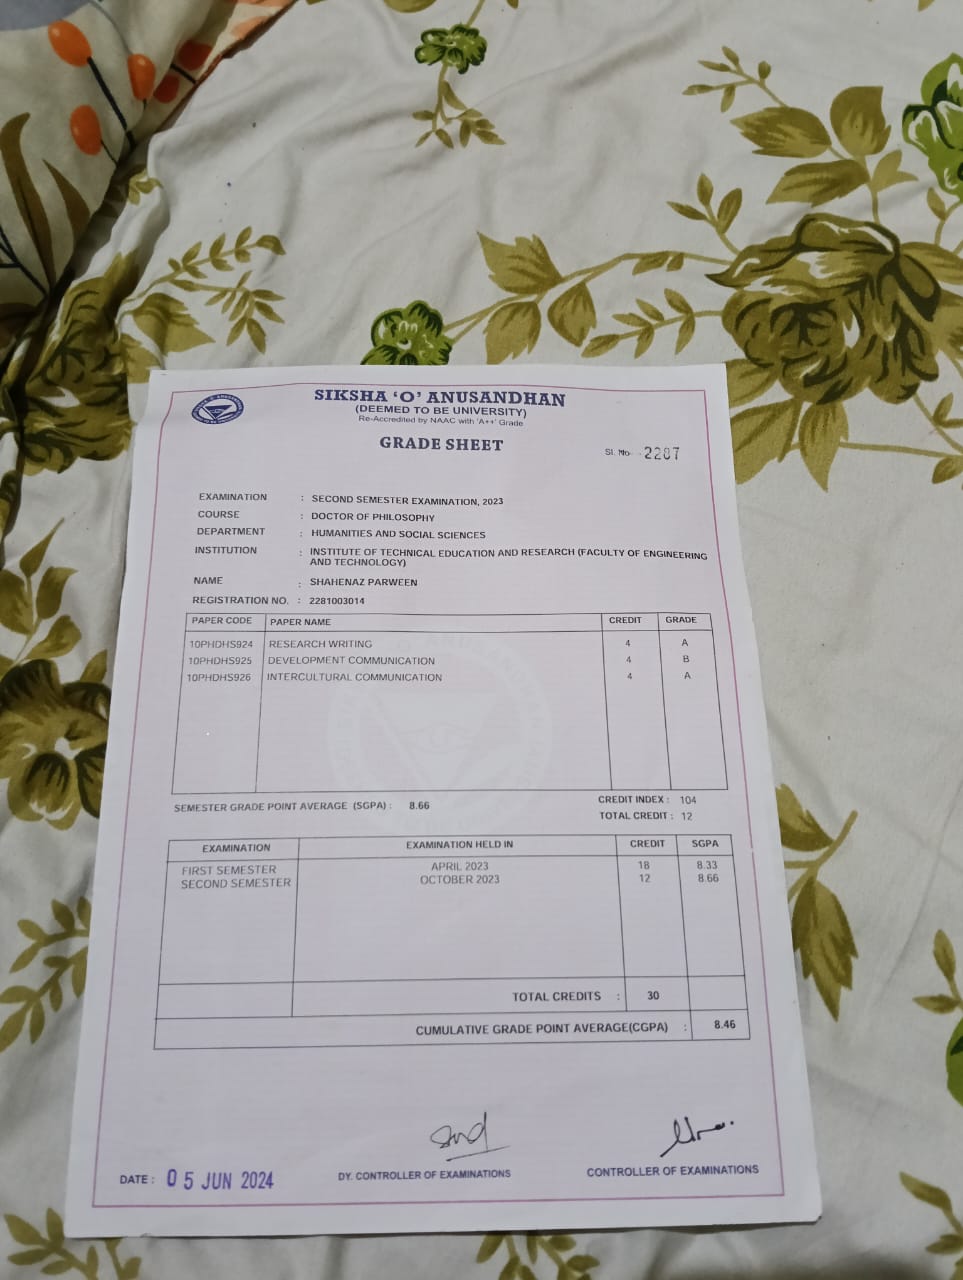 SIKSHA ‘O’ ANUSANDHAN
(DEEMED TO BE UNIVERSITY)
Re-Accredited by NAAC with 'A++' Grade
GRADE SHEET
Sl. No. 2287
EXAMINATION : SECOND SEMESTER EXAMINATION, 2023
COURSE : DOCTOR OF PHILOSOPHY
DEPARTMENT : HUMANITIES AND SOCIAL SCIENCES
INSTITUTION : INSTITUTE OF TECHNICAL EDUCATION AND RESEARCH (FACULTY OF ENGINEERING
AND TECHNOLOGY)
NAME : SHAHENAZ PARWEEN
REGISTRATION NO. : 2281003014
PAPER CODE PAPER NAME CREDIT GRADE
10PHDHS924 RESEARCH WRITING 4 A
10PHDHS925 DEVELOPMENT COMMUNICATION 4 B
10PHDHS926 INTERCULTURAL COMMUNICATION 4 A
SEMESTER GRADE POINT AVERAGE (SGPA) : 8.66
CREDIT INDEX : 104
TOTAL CREDIT : 12
EXAMINATION EXAMINATION HELD IN CREDIT SGPA
FIRST SEMESTER APRIL 2023 18 8.33
SECOND SEMESTER OCTOBER 2023 12 8.66
TOTAL CREDITS : 30
CUMULATIVE GRADE POINT AVERAGE(CGPA) : 8.46
DATE : 05 JUN 2024
DY. CONTROLLER OF EXAMINATIONS
CONTROLLER OF EXAMINATIONS